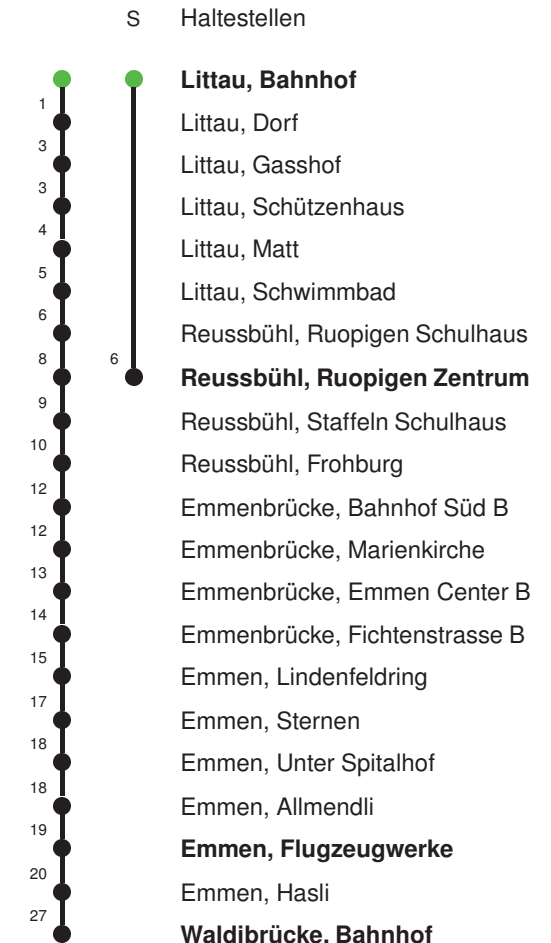 S Haltestellen
Littau, Bahnhof
1 Littau, Dorf
3 Littau, Gasshof
3 Littau, Schützenhaus
4 Littau, Matt
5 Littau, Schwimmbad
6 Reussbühl, Ruopigen Schulhaus
8 6 Reussbühl, Ruopigen Zentrum
9 Reussbühl, Staffeln Schulhaus
10 Reussbühl, Frohburg
12 Emmenbrücke, Bahnhof Süd B
12 Emmenbrücke, Marienkirche
13 Emmenbrücke, Emmen Center B
14 Emmenbrücke, Fichtenstrasse B
15 Emmen, Lindenfeldring
17 Emmen, Sternen
18 Emmen, Unter Spitalhof
18 Emmen, Allmendli
19 Emmen, Flugzeugwerke
20 Emmen, Hasli
27 Waldibrücke, Bahnhof